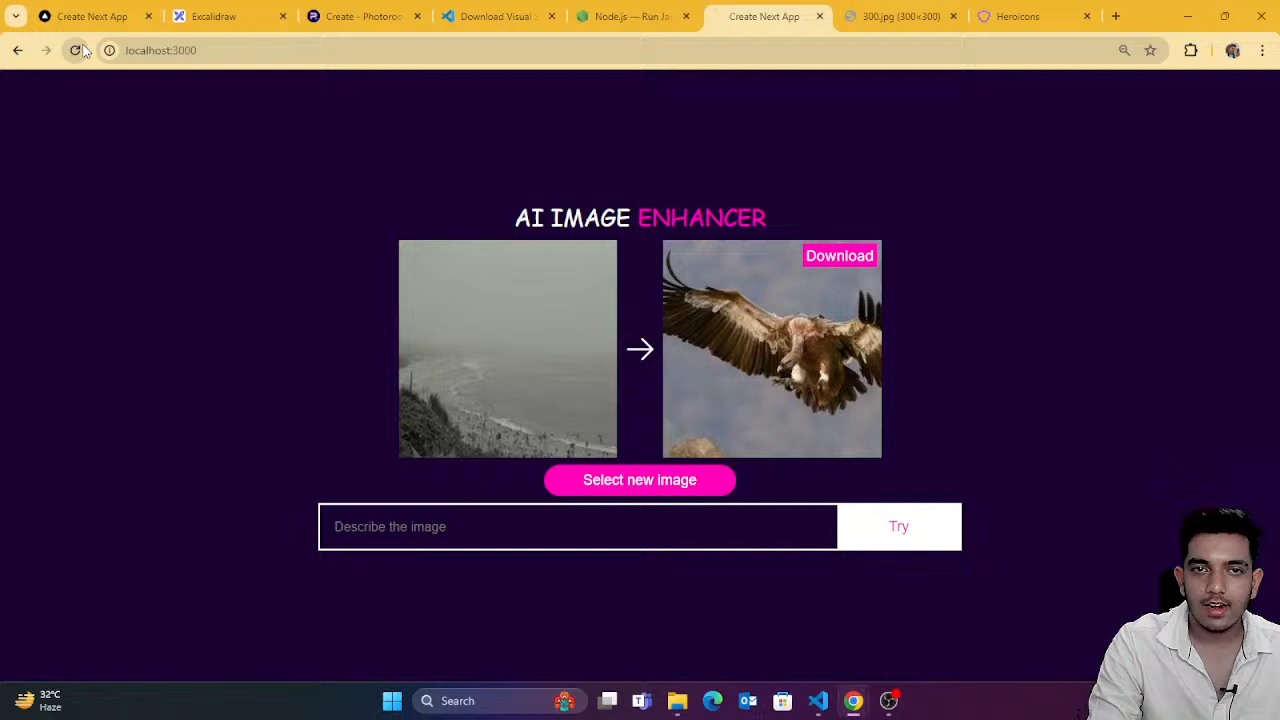 Create Next App
Excalidraw
Create - Photoroo
Download Visual S
Node.js — Run Ja
Create Next App
300.jpg (300×300)
Heroicons
localhost:3000
AI IMAGE ENHANCER
Download
Select new image
Describe the image
Try
32°C
Haze
Search